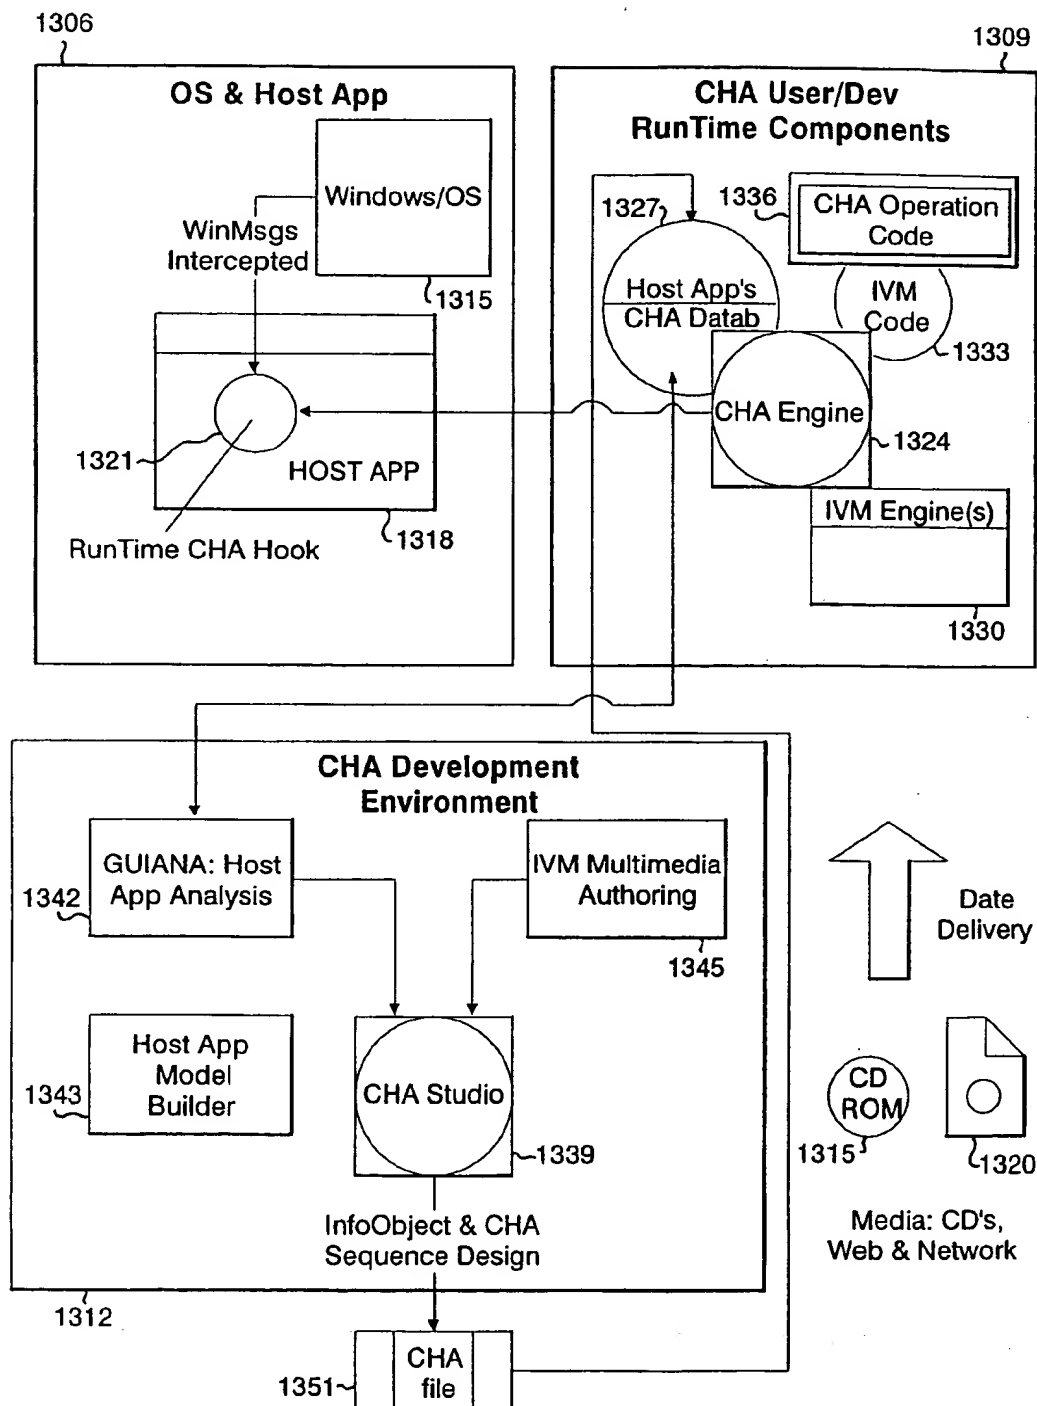 1306
1309
OS & Host App
CHA User/Dev
RunTime Components
Windows/OS
WinMsgs
Intercepted
1315
1327
1336
CHA Operation
Code
Host App's
CHA Datab
IVM
Code
1333
CHA Engine
1324
1321
HOST APP
1318
RunTime CHA Hook
IVM Engine(s)
1330
CHA Development
Environment
GUIANA: Host
App Analysis
1342
IVM Multimedia
Authoring
1345
Date
Delivery
Host App
Model
Builder
1343
CHA Studio
1339
CD
ROM
1315
1320
InfoObject & CHA
Sequence Design
Media: CD's,
Web & Network
1312
CHA
file
1351